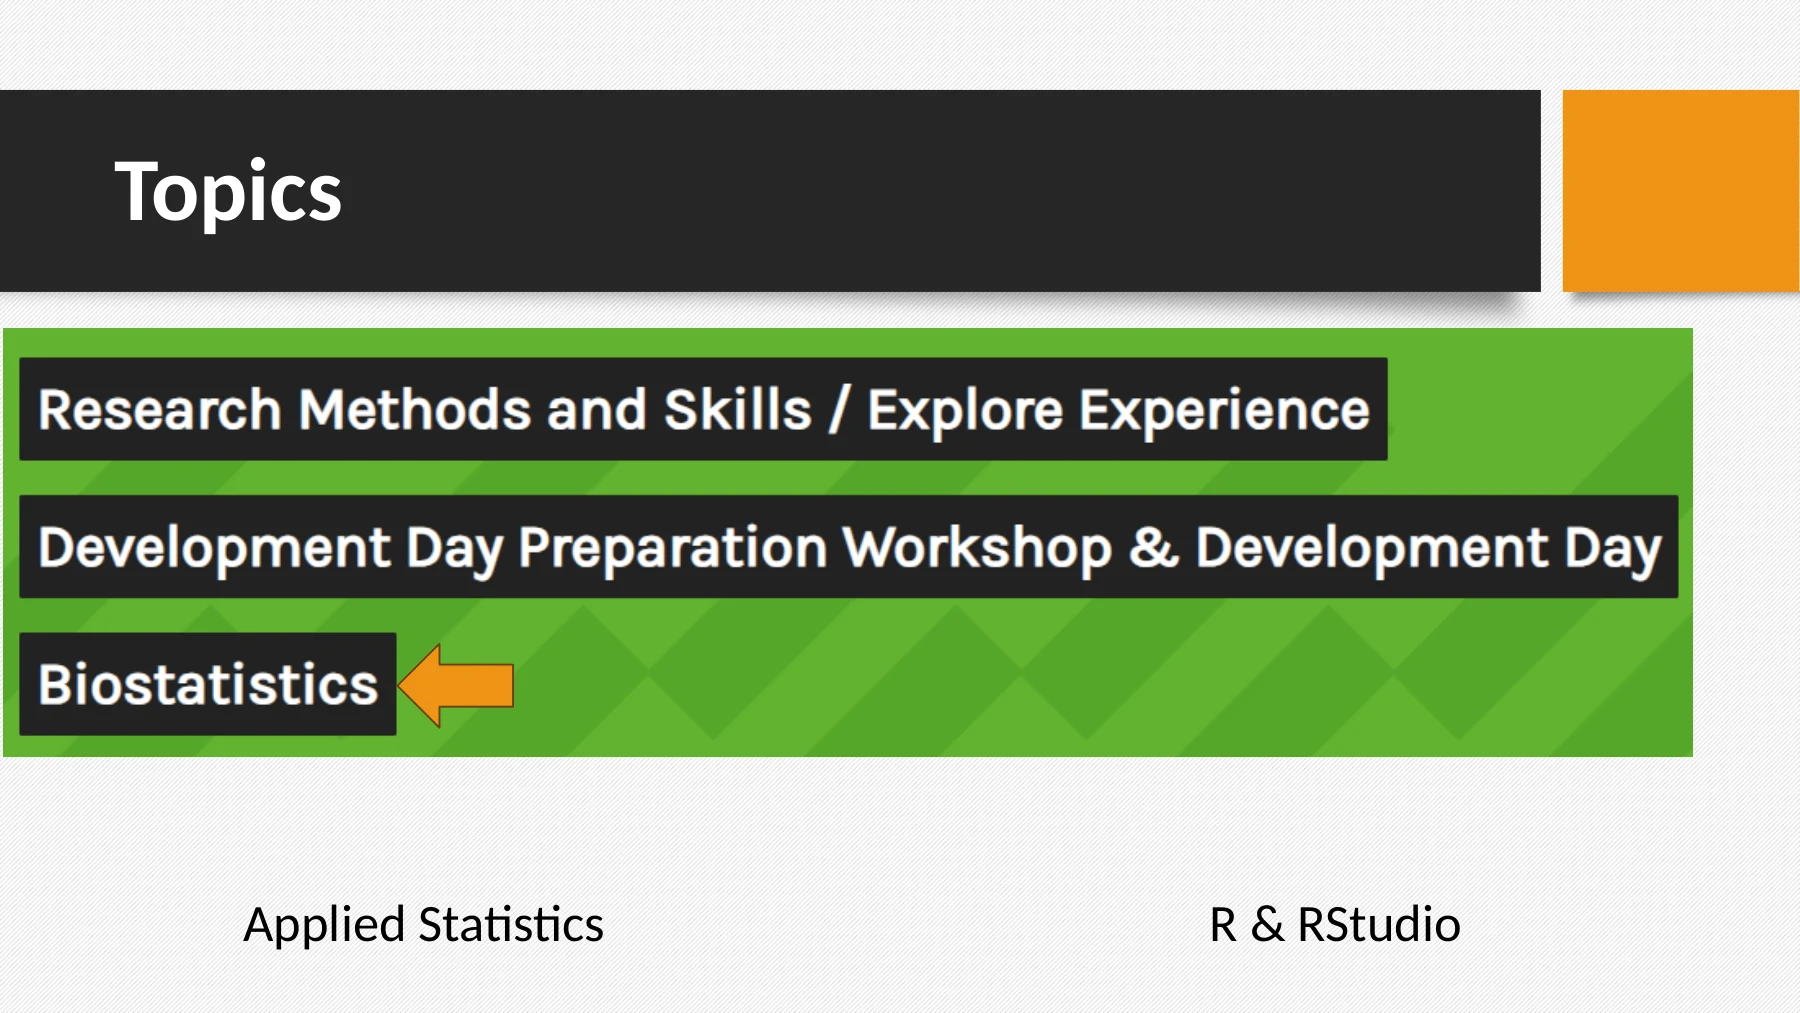 Topics
Research Methods and Skills / Explore Experience
Development Day Preparation Workshop & Development Day
Biostatistics
Applied Statistics
R & RStudio